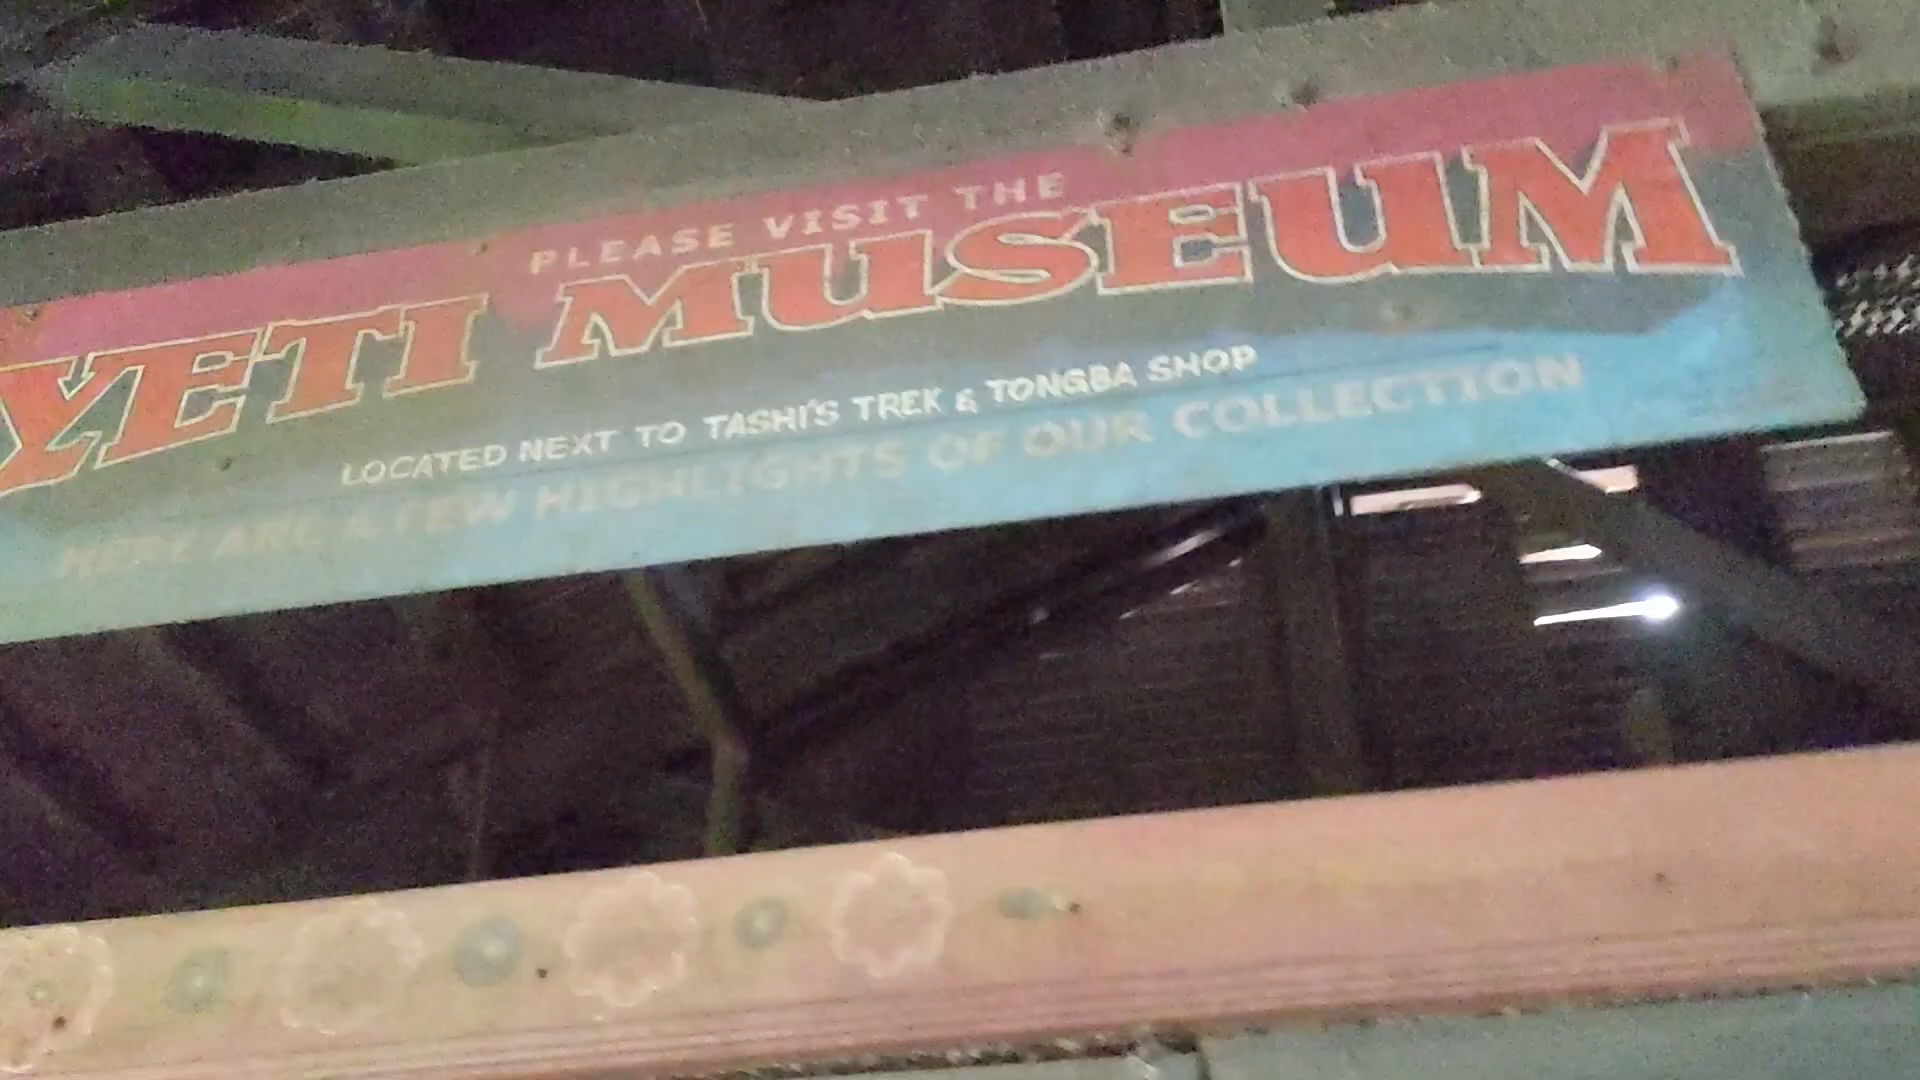 PLEASE VISIT THE
YETI MUSEUM
LOCATED NEXT TO TASHI'S TREK & TONGBA SHOP
HERE ARE A FEW HIGHLIGHTS OF OUR COLLECTION